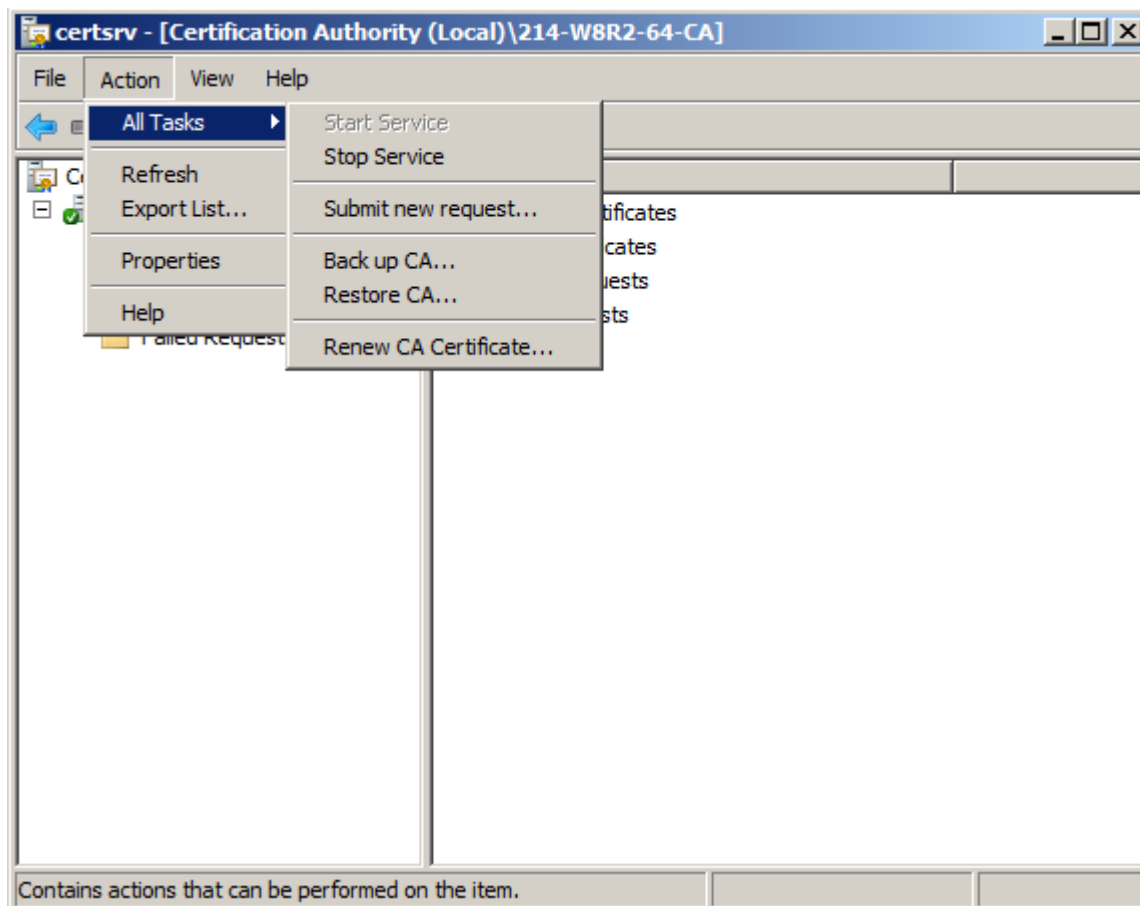 certsrv - [Certification Authority (Local)\214-W8R2-64-CA]
File Action View Help
All Tasks
Refresh
Export List...
Properties
Help
Start Service
Stop Service
Submit new request...
Back up CA...
Restore CA...
Renew CA Certificate...
Failed Request
Contains actions that can be performed on the item.